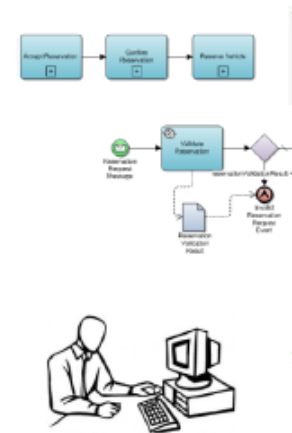 Accept Reservation
Confirm
Reservation
Reserve Vehicle
Validate
Reservation
Reservation
Request
Message
Invalid
Reservation
Request
Event
Reservation
Validation
Result